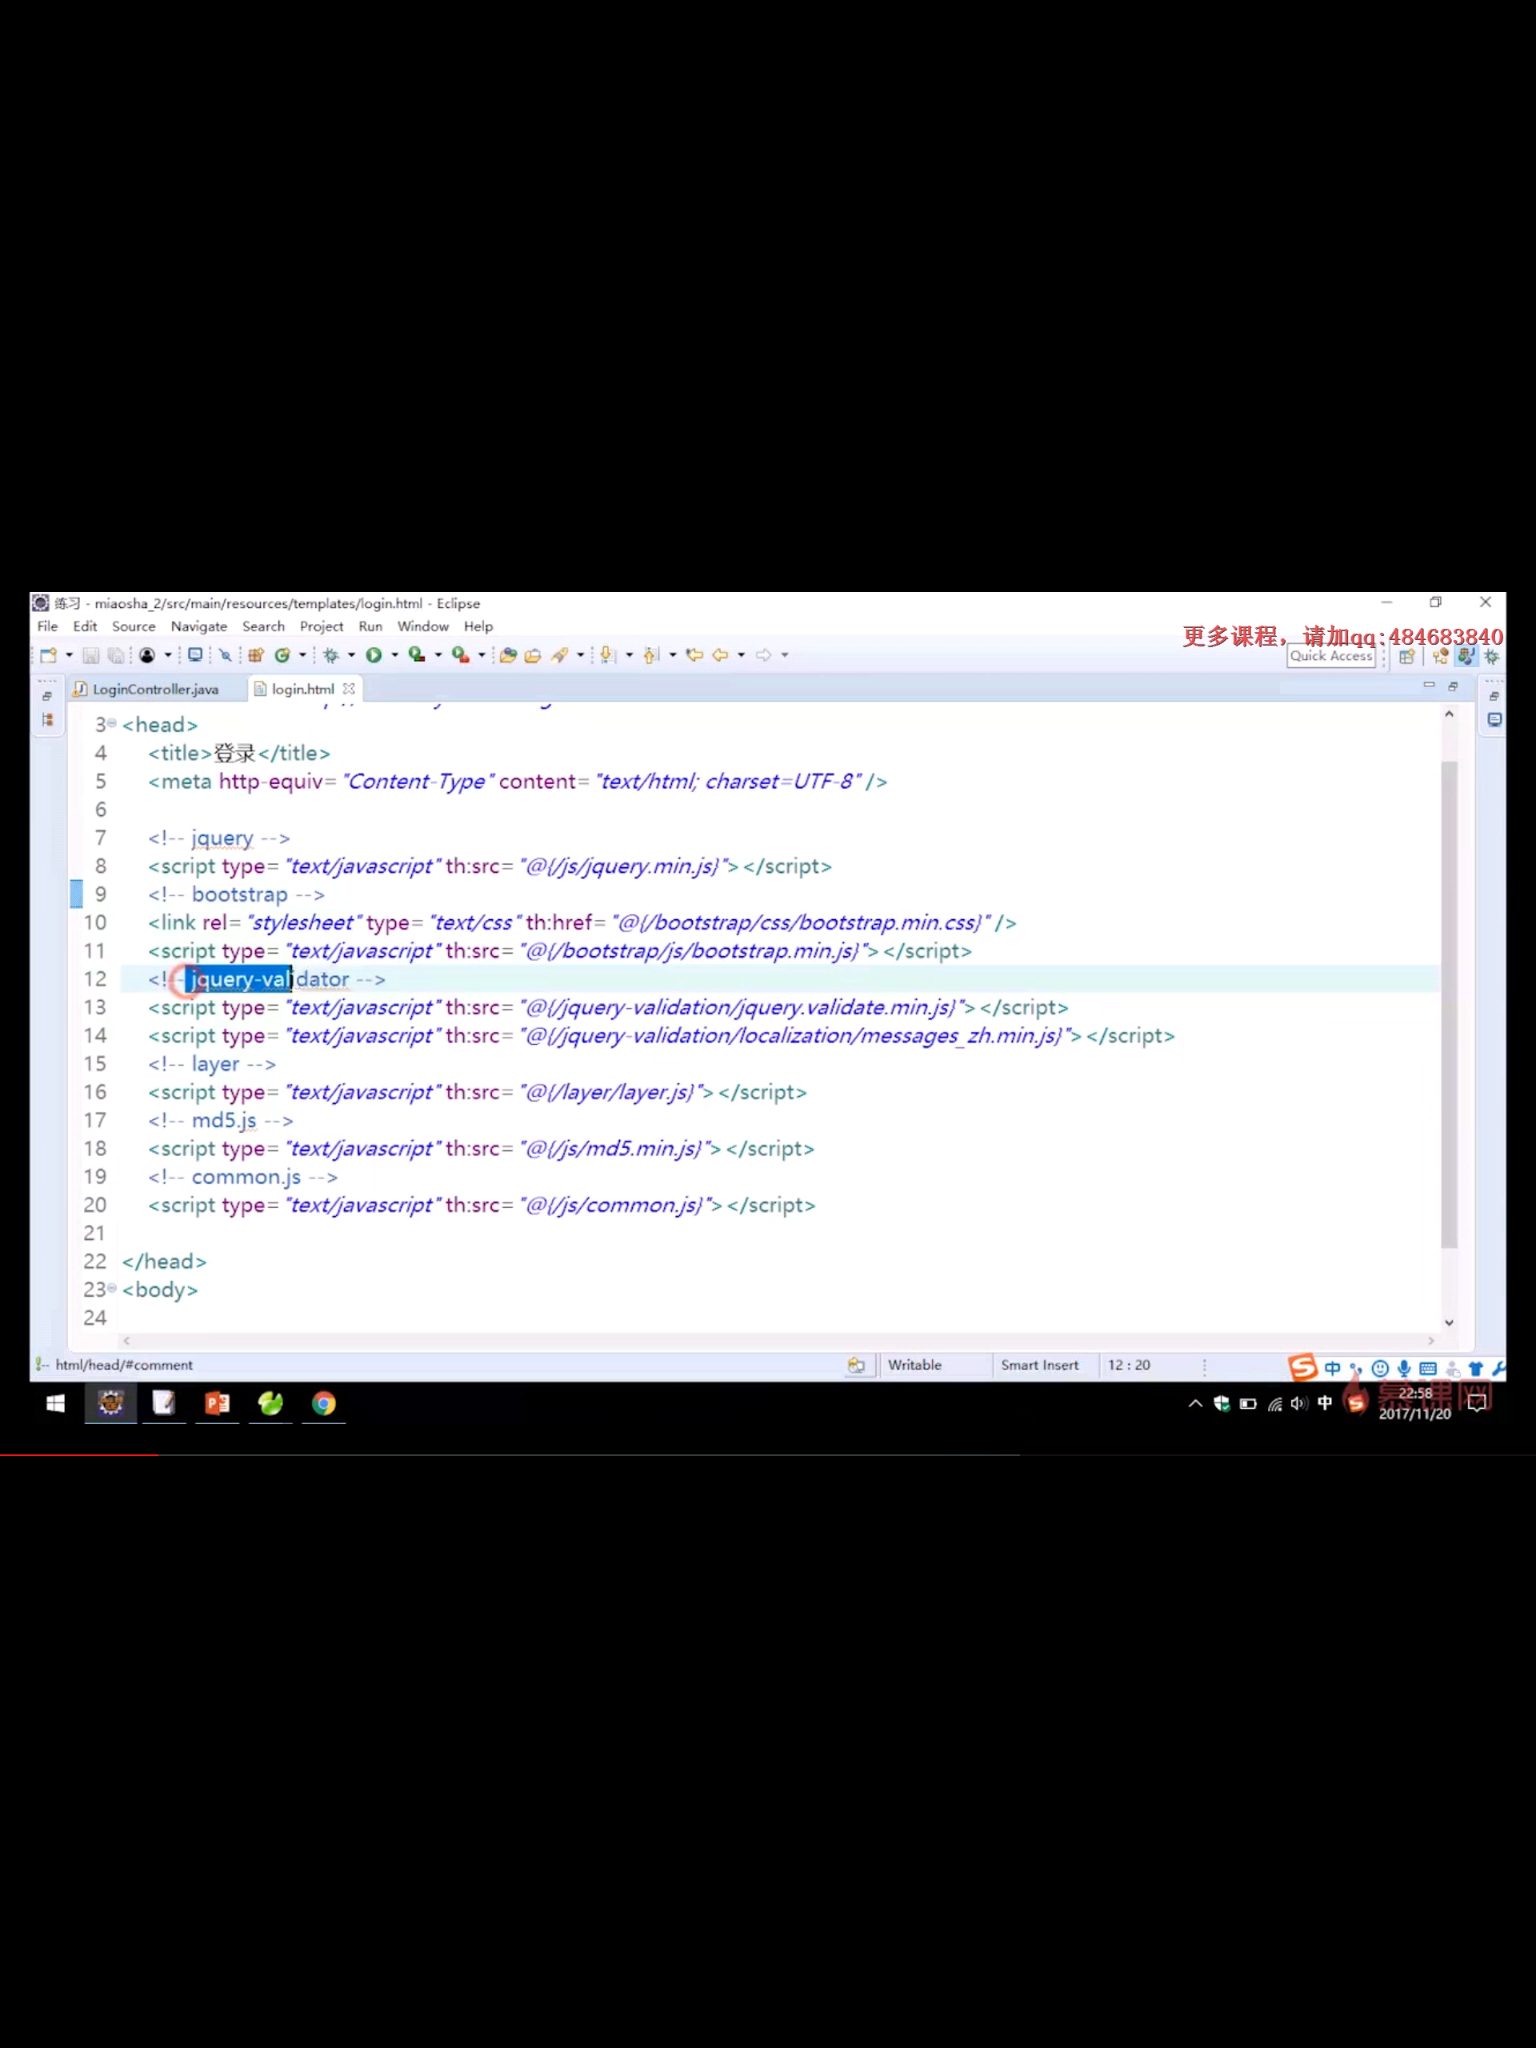 练习 - miaosha_2/src/main/resources/templates/login.html - Eclipse
File Edit Source Navigate Search Project Run Window Help
更多课程，请加qq:484683840
Quick Access
LoginController.java login.html
3 <head>
4 <title>登录</title>
5 <meta http-equiv="Content-Type" content="text/html; charset=UTF-8" />
6
7 <!-- jquery -->
8 <script type="text/javascript" th:src="@{/js/jquery.min.js}"></script>
9 <!-- bootstrap -->
10 <link rel="stylesheet" type="text/css" th:href="@{/bootstrap/css/bootstrap.min.css}" />
11 <script type="text/javascript" th:src="@{/bootstrap/js/bootstrap.min.js}"></script>
12 <!-- jquery-validator -->
13 <script type="text/javascript" th:src="@{/jquery-validation/jquery.validate.min.js}"></script>
14 <script type="text/javascript" th:src="@{/jquery-validation/localization/messages_zh.min.js}"></script>
15 <!-- layer -->
16 <script type="text/javascript" th:src="@{/layer/layer.js}"></script>
17 <!-- md5.js -->
18 <script type="text/javascript" th:src="@{/js/md5.min.js}"></script>
19 <!-- common.js -->
20 <script type="text/javascript" th:src="@{/js/common.js}"></script>
21
22 </head>
23 <body>
24
html/head/#comment Writable Smart Insert 12 : 20 中
中 22:58
慕课网
2017/11/20